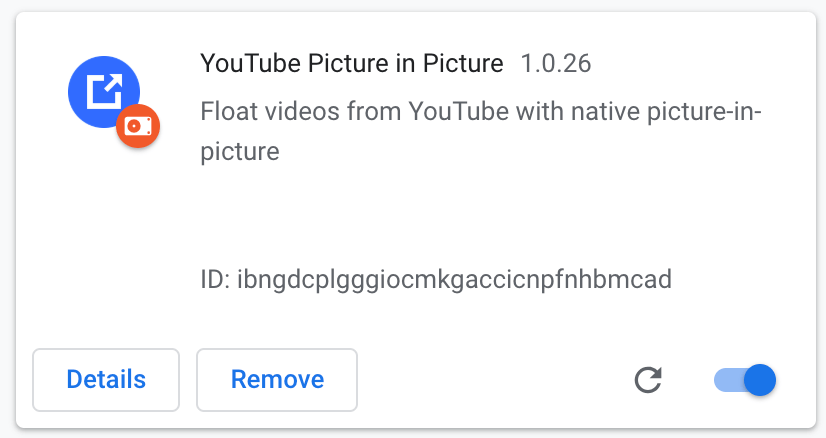 YouTube Picture in Picture 1.0.26
Float videos from YouTube with native picture-in-
picture
ID: ibngdcplgggiocmkgaccicnpfnhbmcad
Details Remove